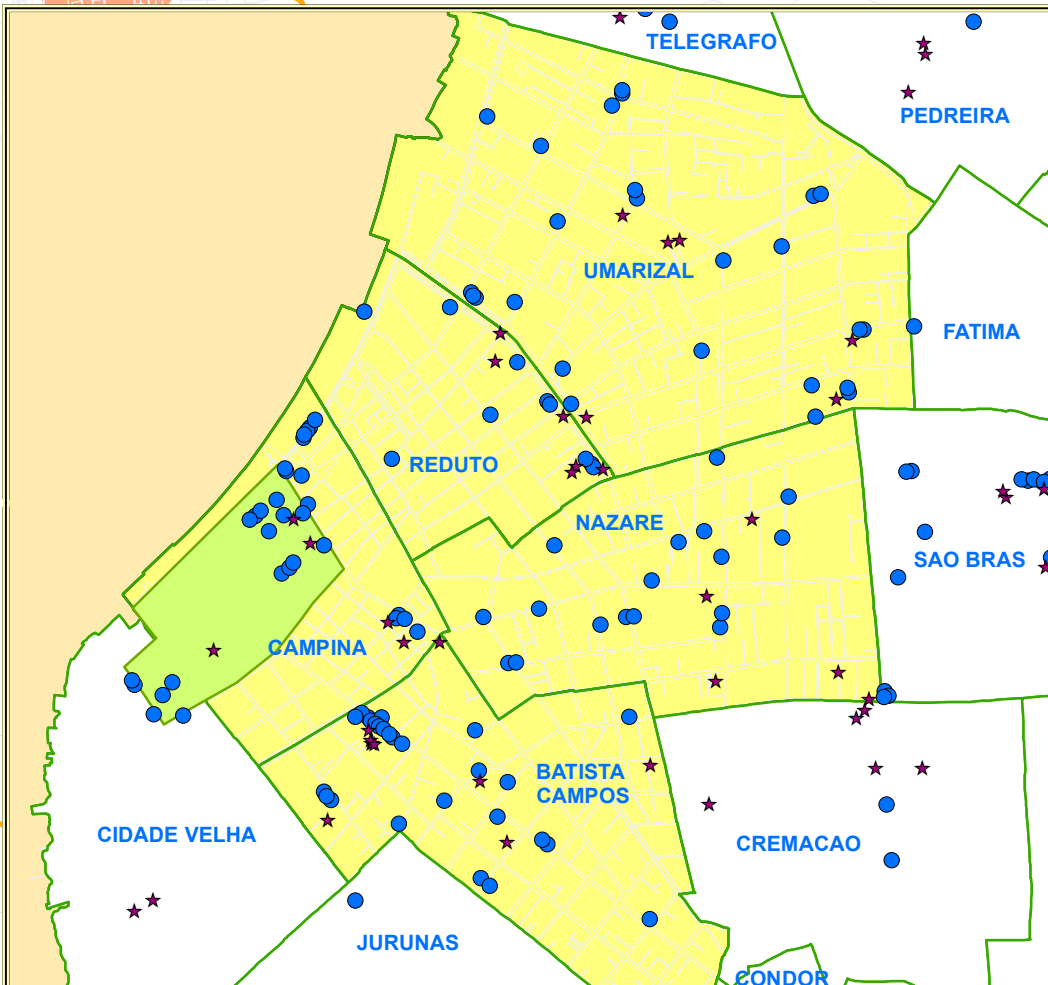 TELEGRAFO
PEDREIRA
UMARIZAL
FATIMA
REDUTO
NAZARE
SAO BRAS
CAMPINA
BATISTA
CAMPOS
CIDADE VELHA
CREMACAO
JURUNAS
CONDOR